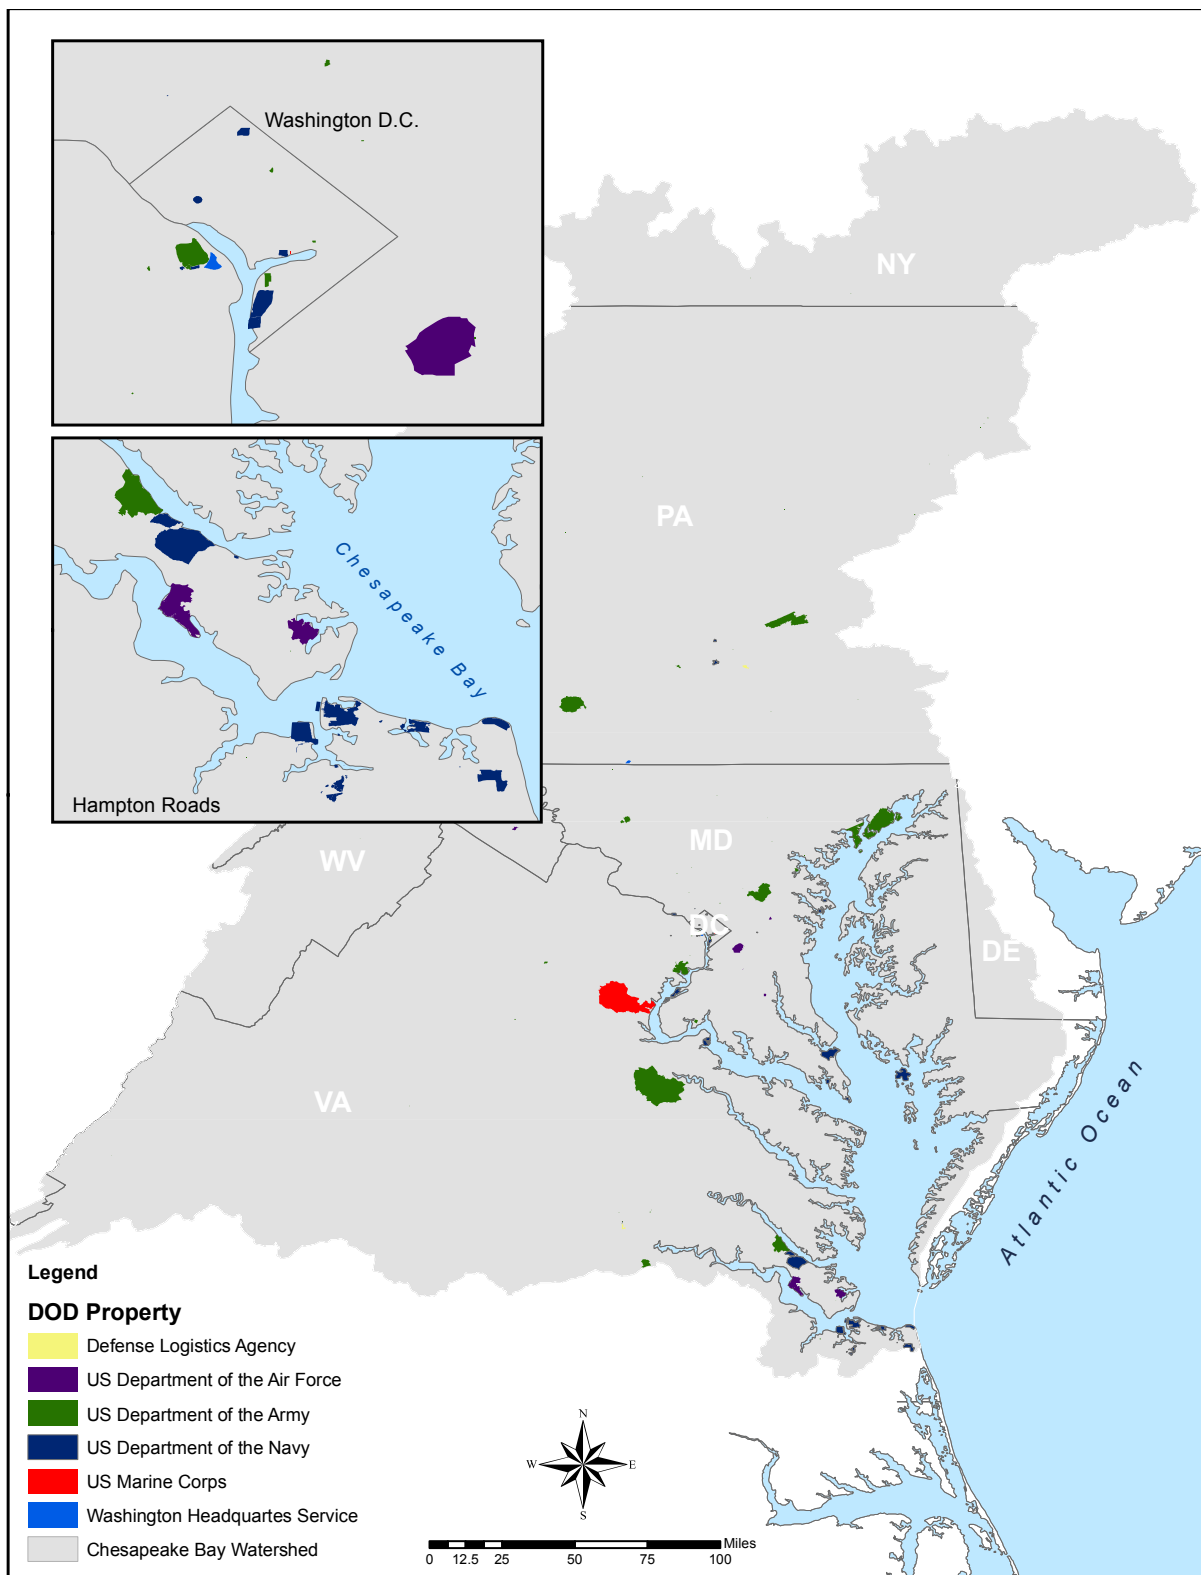 Washington D.C.
NY
PA
Chesapeake Bay
Hampton Roads
WV
MD
DC
DE
VA
Atlantic Ocean
Legend
DOD Property
Defense Logistics Agency
US Department of the Air Force
US Department of the Army
US Department of the Navy
US Marine Corps
Washington Headquartes Service
Chesapeake Bay Watershed
N
W E
S
Miles
0 12.5 25 50 75 100